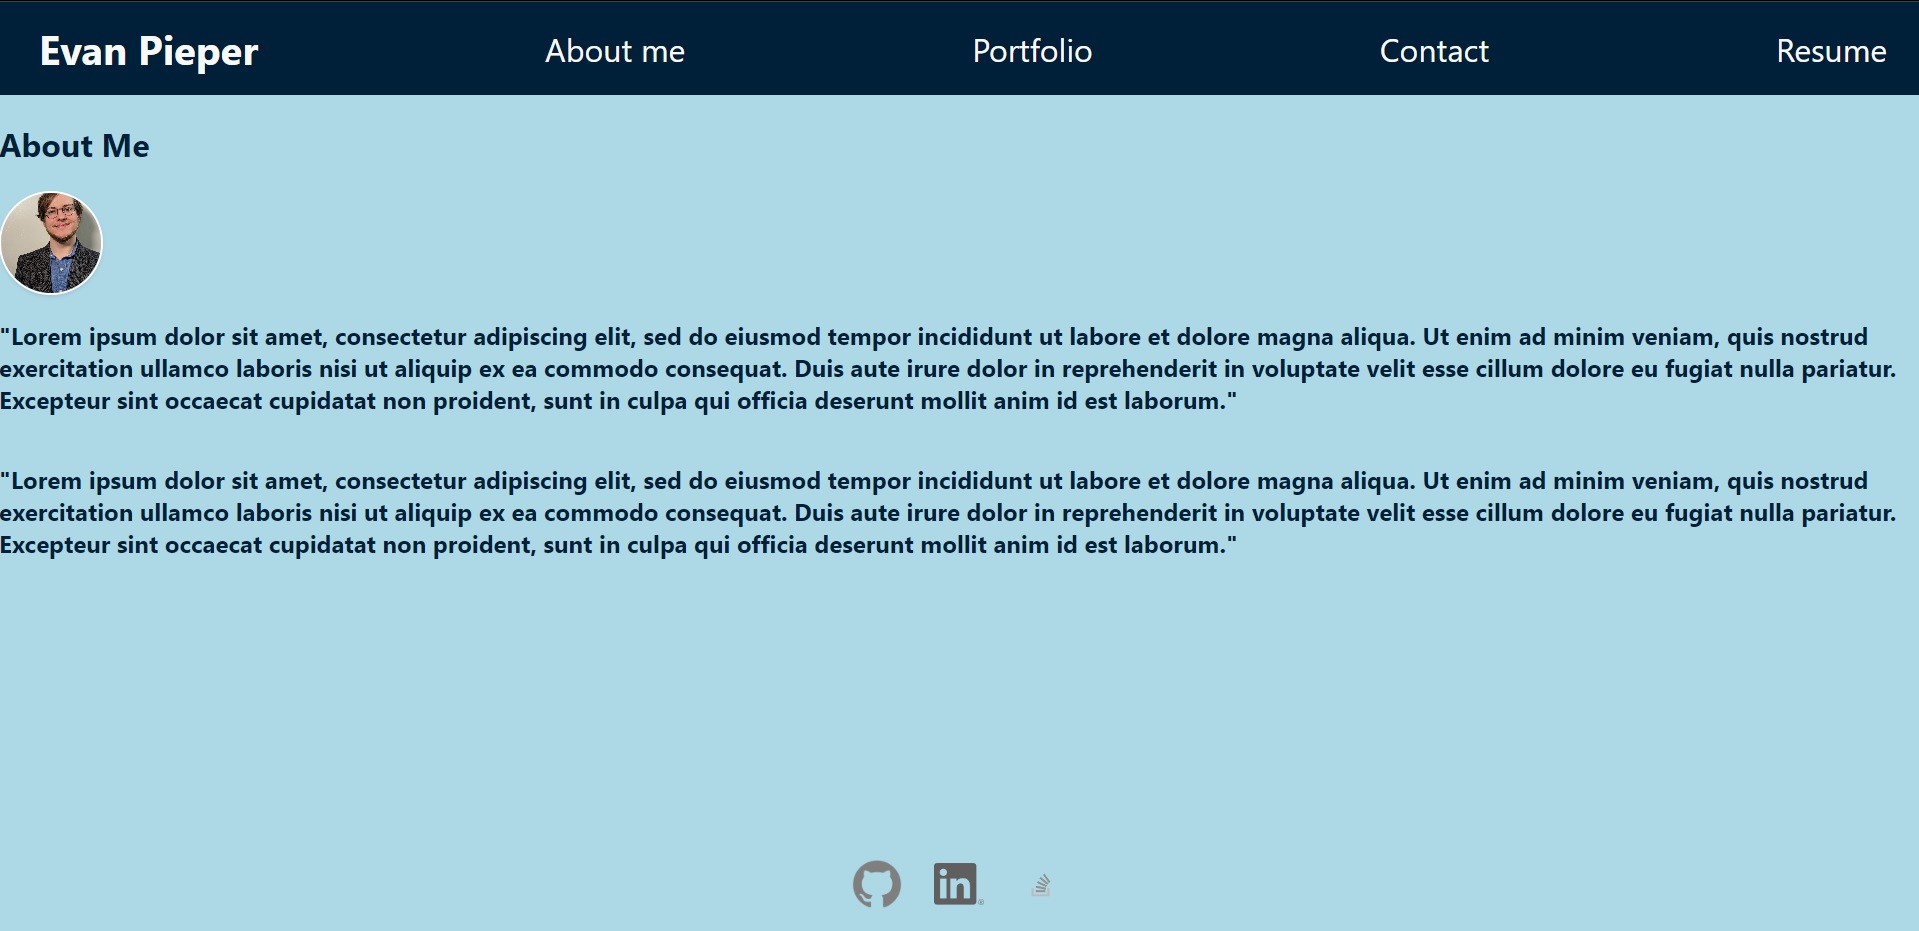 Evan Pieper About me Portfolio Contact Resume
About Me
"Lorem ipsum dolor sit amet, consectetur adipiscing elit, sed do eiusmod tempor incididunt ut labore et dolore magna aliqua. Ut enim ad minim veniam, quis nostrud
exercitation ullamco laboris nisi ut aliquip ex ea commodo consequat. Duis aute irure dolor in reprehenderit in voluptate velit esse cillum dolore eu fugiat nulla pariatur.
Excepteur sint occaecat cupidatat non proident, sunt in culpa qui officia deserunt mollit anim id est laborum."
"Lorem ipsum dolor sit amet, consectetur adipiscing elit, sed do eiusmod tempor incididunt ut labore et dolore magna aliqua. Ut enim ad minim veniam, quis nostrud
exercitation ullamco laboris nisi ut aliquip ex ea commodo consequat. Duis aute irure dolor in reprehenderit in voluptate velit esse cillum dolore eu fugiat nulla pariatur.
Excepteur sint occaecat cupidatat non proident, sunt in culpa qui officia deserunt mollit anim id est laborum."
in ®